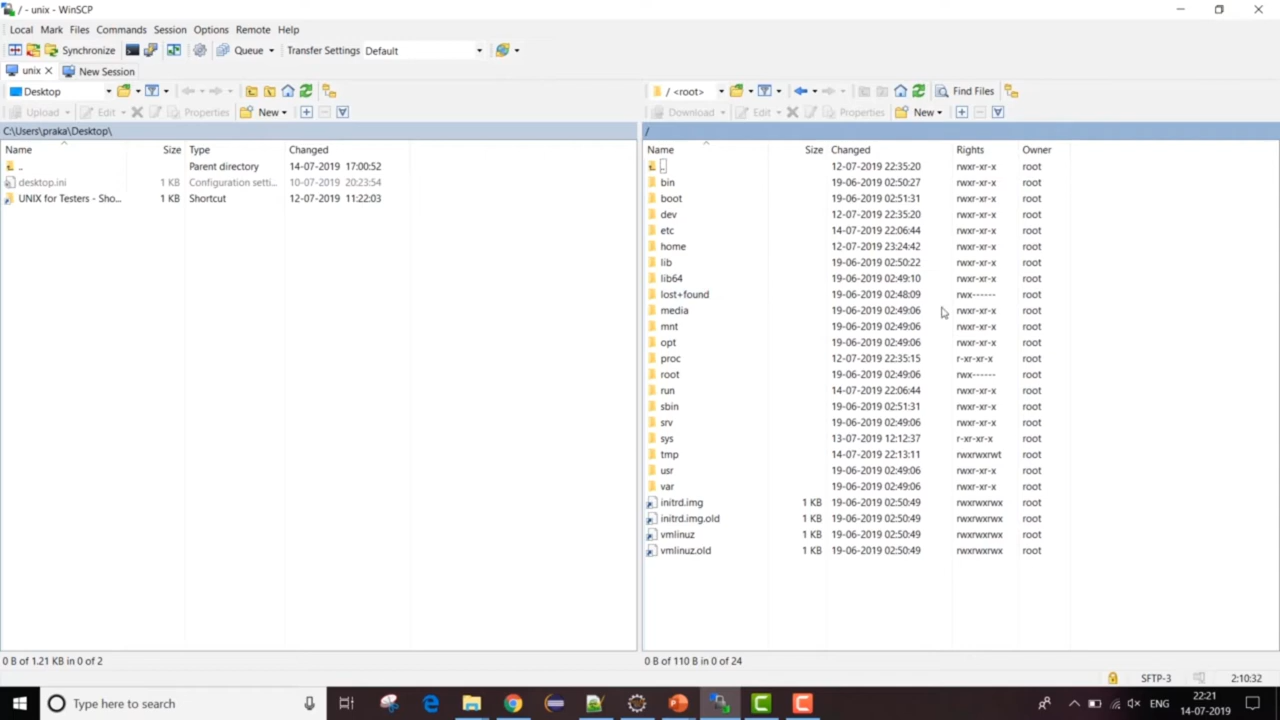 / - unix - WinSCP
Local Mark Files Commands Session Options Remote Help
Synchronize Queue Transfer Settings Default
unix New Session
Desktop
/ <root> Find Files
Upload Edit Properties New
Download Edit Properties New
C:\Users\praka\Desktop\
/
Name Size Type Changed
.. Parent directory 14-07-2019 17:00:52
desktop.ini 1 KB Configuration setti... 10-07-2019 20:23:54
UNIX for Testers - Sho... 1 KB Shortcut 12-07-2019 11:22:03
Name Size Changed Rights Owner
.. 12-07-2019 22:35:20 rwxr-xr-x root
bin 19-06-2019 02:50:27 rwxr-xr-x root
boot 19-06-2019 02:51:31 rwxr-xr-x root
dev 12-07-2019 22:35:20 rwxr-xr-x root
etc 14-07-2019 22:06:44 rwxr-xr-x root
home 12-07-2019 23:24:42 rwxr-xr-x root
lib 19-06-2019 02:50:22 rwxr-xr-x root
lib64 19-06-2019 02:49:10 rwxr-xr-x root
lost+found 19-06-2019 02:48:09 rwx------ root
media 19-06-2019 02:49:06 rwxr-xr-x root
mnt 19-06-2019 02:49:06 rwxr-xr-x root
opt 19-06-2019 02:49:06 rwxr-xr-x root
proc 12-07-2019 22:35:15 r-xr-xr-x root
root 19-06-2019 02:49:06 rwx------ root
run 14-07-2019 22:06:44 rwxr-xr-x root
sbin 19-06-2019 02:51:31 rwxr-xr-x root
srv 19-06-2019 02:49:06 rwxr-xr-x root
sys 13-07-2019 12:12:37 r-xr-xr-x root
tmp 14-07-2019 22:13:11 rwxrwxrwt root
usr 19-06-2019 02:49:06 rwxr-xr-x root
var 19-06-2019 02:49:06 rwxr-xr-x root
initrd.img 1 KB 19-06-2019 02:50:49 rwxrwxrwx root
initrd.img.old 1 KB 19-06-2019 02:50:49 rwxrwxrwx root
vmlinuz 1 KB 19-06-2019 02:50:49 rwxrwxrwx root
vmlinuz.old 1 KB 19-06-2019 02:50:49 rwxrwxrwx root
0 B of 1.21 KB in 0 of 2
0 B of 110 B in 0 of 24
SFTP-3 2:10:32
Type here to search
ENG
22:21
14-07-2019